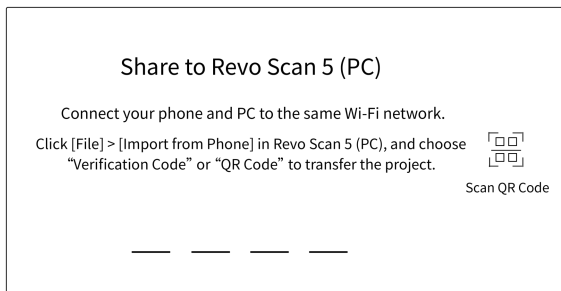 Share to Revo Scan 5 (PC)
Connect your phone and PC to the same Wi-Fi network.
Click [File] > [Import from Phone] in Revo Scan 5 (PC), and choose
“Verification Code” or “QR Code” to transfer the project.
Scan QR Code